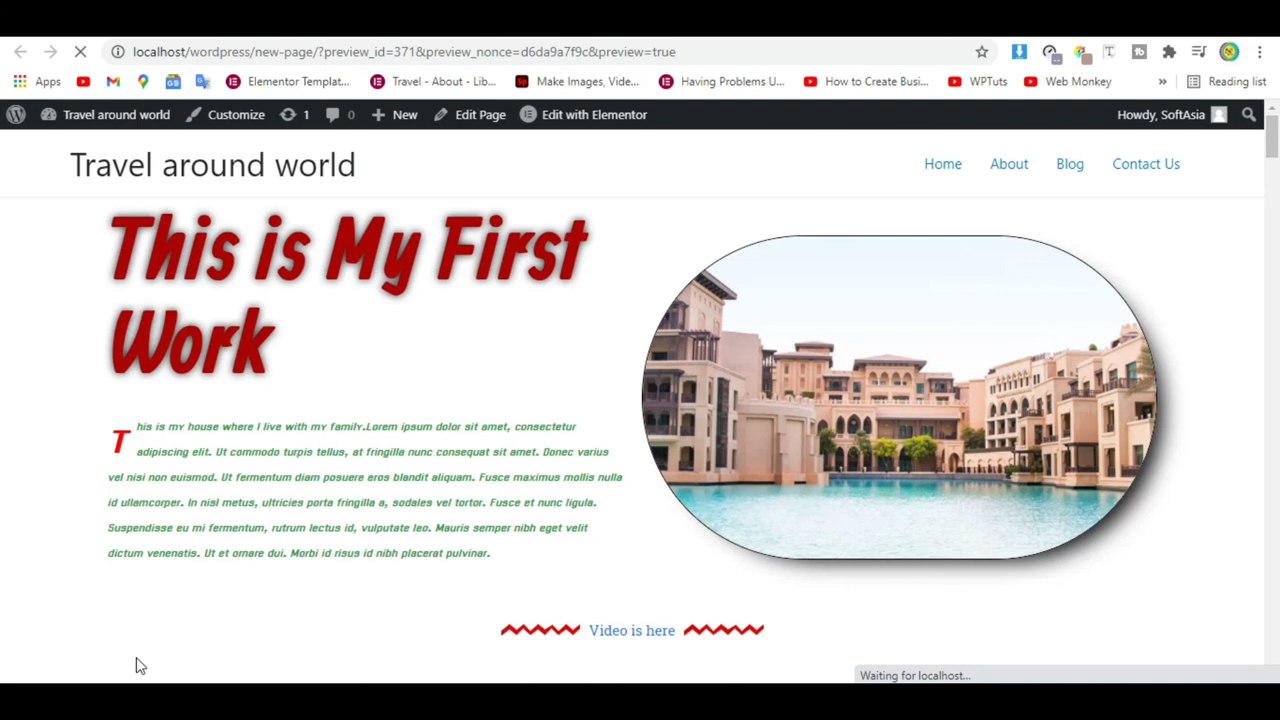 localhost/wordpress/new-page/?preview_id=371&preview_nonce=d6da9a7f9c&preview=true
Apps Elementor Templat... Travel - About - Lib... Make Images, Vide... Having Problems U... How to Create Busi... WPTuts Web Monkey » Reading list
Travel around world Customize 1 0 New Edit Page Edit with Elementor Howdy, SoftAsia
Travel around world
Home About Blog Contact Us
This is My First
Work
This is my house where I live with my family.Lorem ipsum dolor sit amet, consectetur
adipiscing elit. Ut commodo turpis tellus, at fringilla nunc consequat sit amet. Donec varius
vel nisi non euismod. Ut fermentum diam posuere eros blandit aliquam. Fusce maximus mollis nulla
id ullamcorper. In nisl metus, ultricies porta fringilla a, sodales vel tortor. Fusce et nunc ligula.
Suspendisse eu mi fermentum, rutrum lectus id, vulputate leo. Mauris semper nibh eget velit
dictum venenatis. Ut et ornare dui. Morbi id risus id nibh placerat pulvinar.
Video is here
Waiting for localhost...